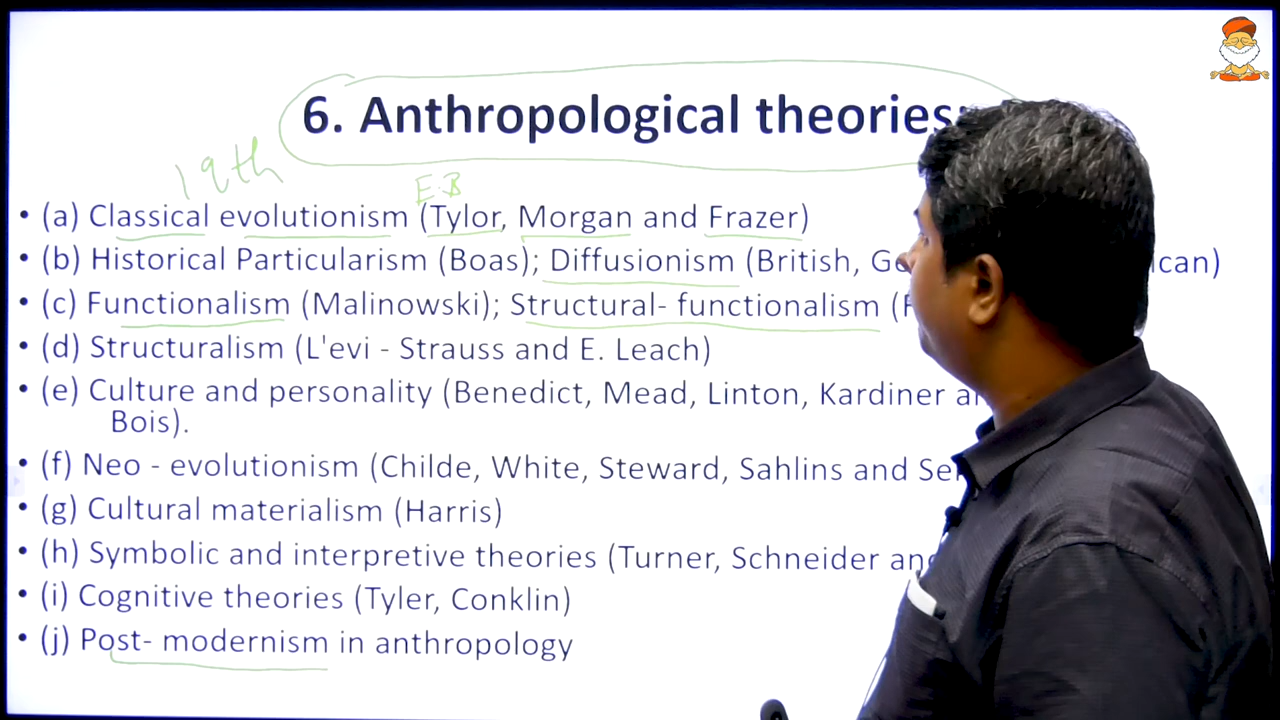 6. Anthropological theories:
19th
E.B
• (a) Classical evolutionism (Tylor, Morgan and Frazer)
• (b) Historical Particularism (Boas); Diffusionism (British,
• (c) Functionalism (Malinowski); Structural- functionalism
• (d) Structuralism (L'evi - Strauss and E. Leach)
• (e) Culture and personality (Benedict, Mead, Linton, Kardiner
Bois).
• (f) Neo - evolutionism (Childe, White, Steward, Sahlins and
• (g) Cultural materialism (Harris)
• (h) Symbolic and interpretive theories (Turner, Schneider
• (i) Cognitive theories (Tyler, Conklin)
• (j) Post- modernism in anthropology